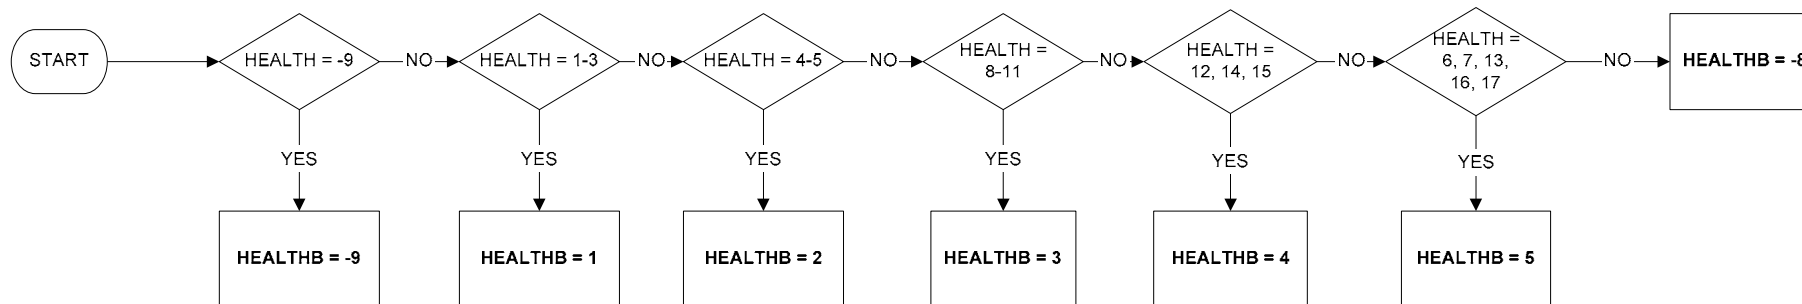 START
HEALTH = -9
NO
HEALTH = 1-3
NO
HEALTH = 4-5
NO
HEALTH =
8-11
NO
HEALTH =
12, 14, 15
NO
HEALTH =
6, 7, 13,
16, 17
NO
HEALTHB = -8
YES
YES
YES
YES
YES
YES
HEALTHB = -9
HEALTHB = 1
HEALTHB = 2
HEALTHB = 3
HEALTHB = 4
HEALTHB = 5